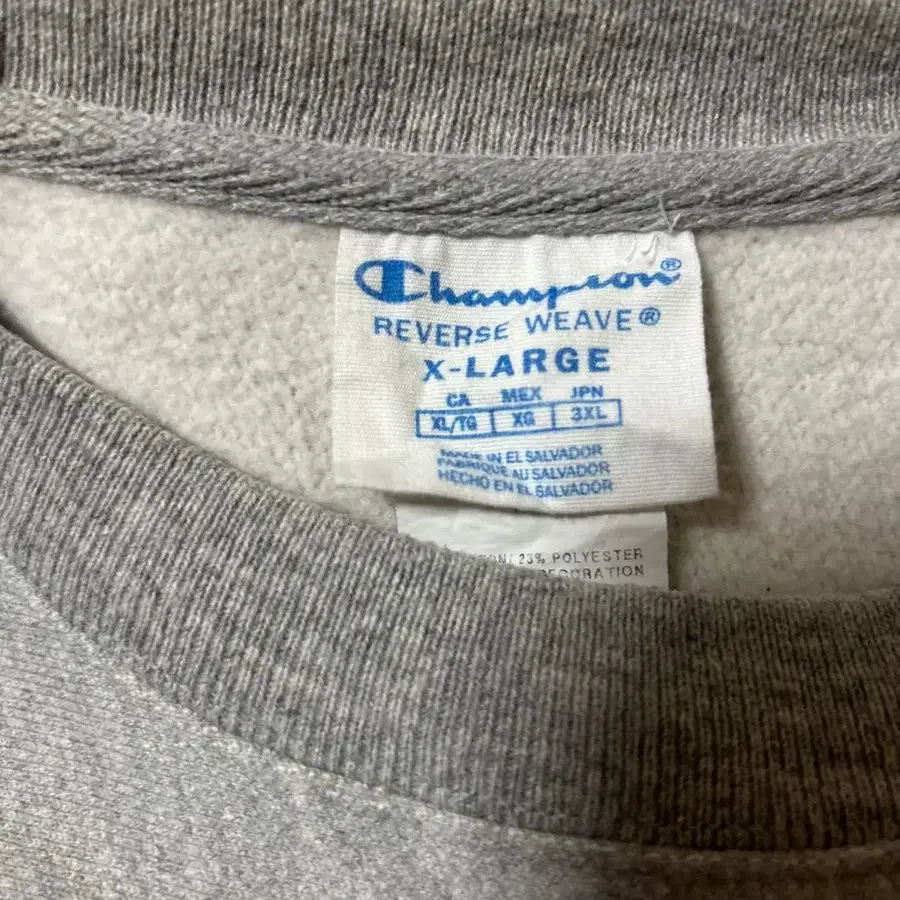 Champion®
REVERSE WEAVE®
X-LARGE
CA MEX JPN
XL/TG XG 3XL
MADE IN EL SALVADOR
FABRIQUE AU SALVADOR
HECHO EN EL SALVADOR
23% POLYESTER